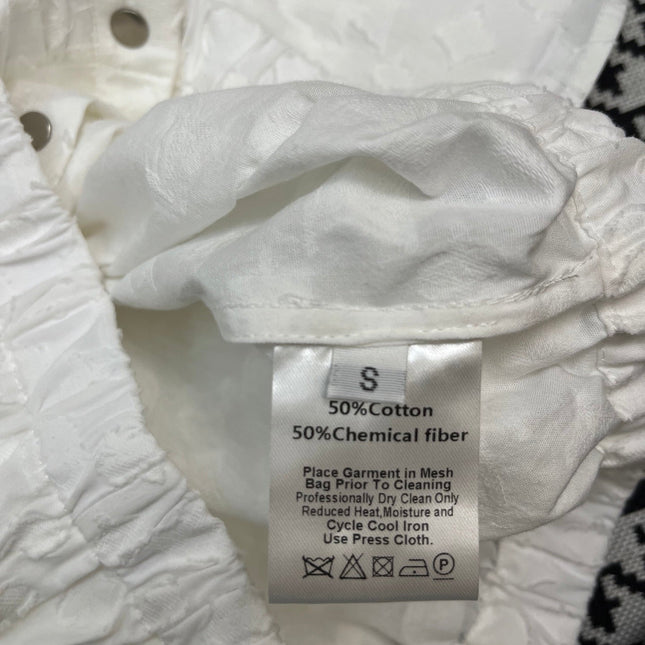 S
50%Cotton
50%Chemical fiber
Place Garment in Mesh
Bag Prior To Cleaning
Professionally Dry Clean Only
Reduced Heat,Moisture and
Cycle Cool Iron
Use Press Cloth.
P